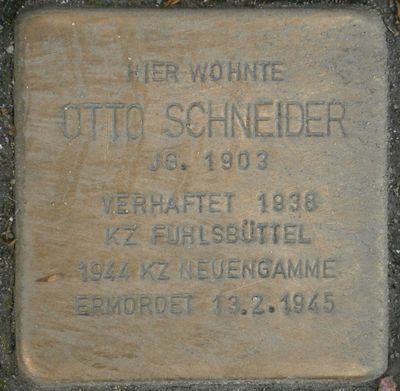 HIER WOHNTE
OTTO SCHNEIDER
JG. 1903
VERHAFTET 1938
KZ FUHLSBÜTTEL
1944 KZ NEUENGAMME
ERMORDET 13.2.1945